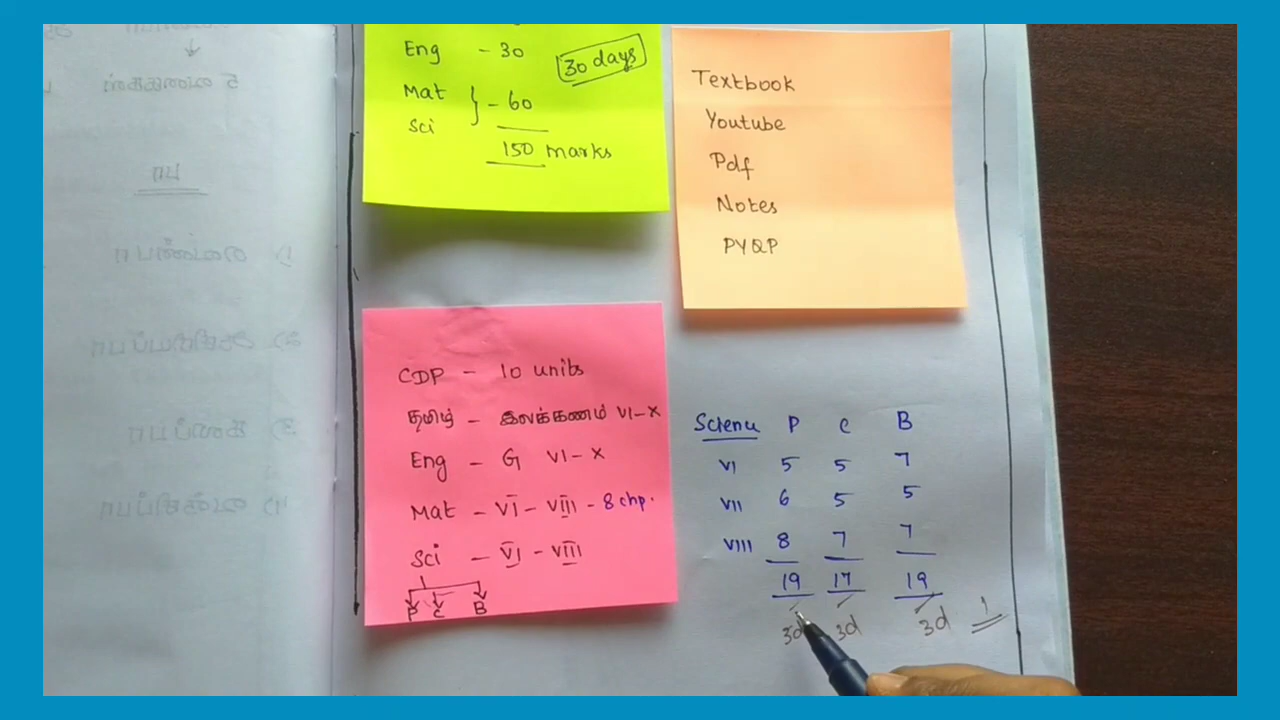 Eng - 30
30 days
Mat } - 60
Sci
150 marks
Textbook
Youtube
Pdf
Notes
PYQP
CDP - 10 units
தமிழ் - இலக்கணம் VI-X
Eng - G VI-X
Mat - VI - VIII - 8 chp.
Sci - VI - VIII
P C B
Science P C B
VI 5 5 7
VII 6 5 5
VIII 8 7 7
19 17 19
3d 3d 3d 1